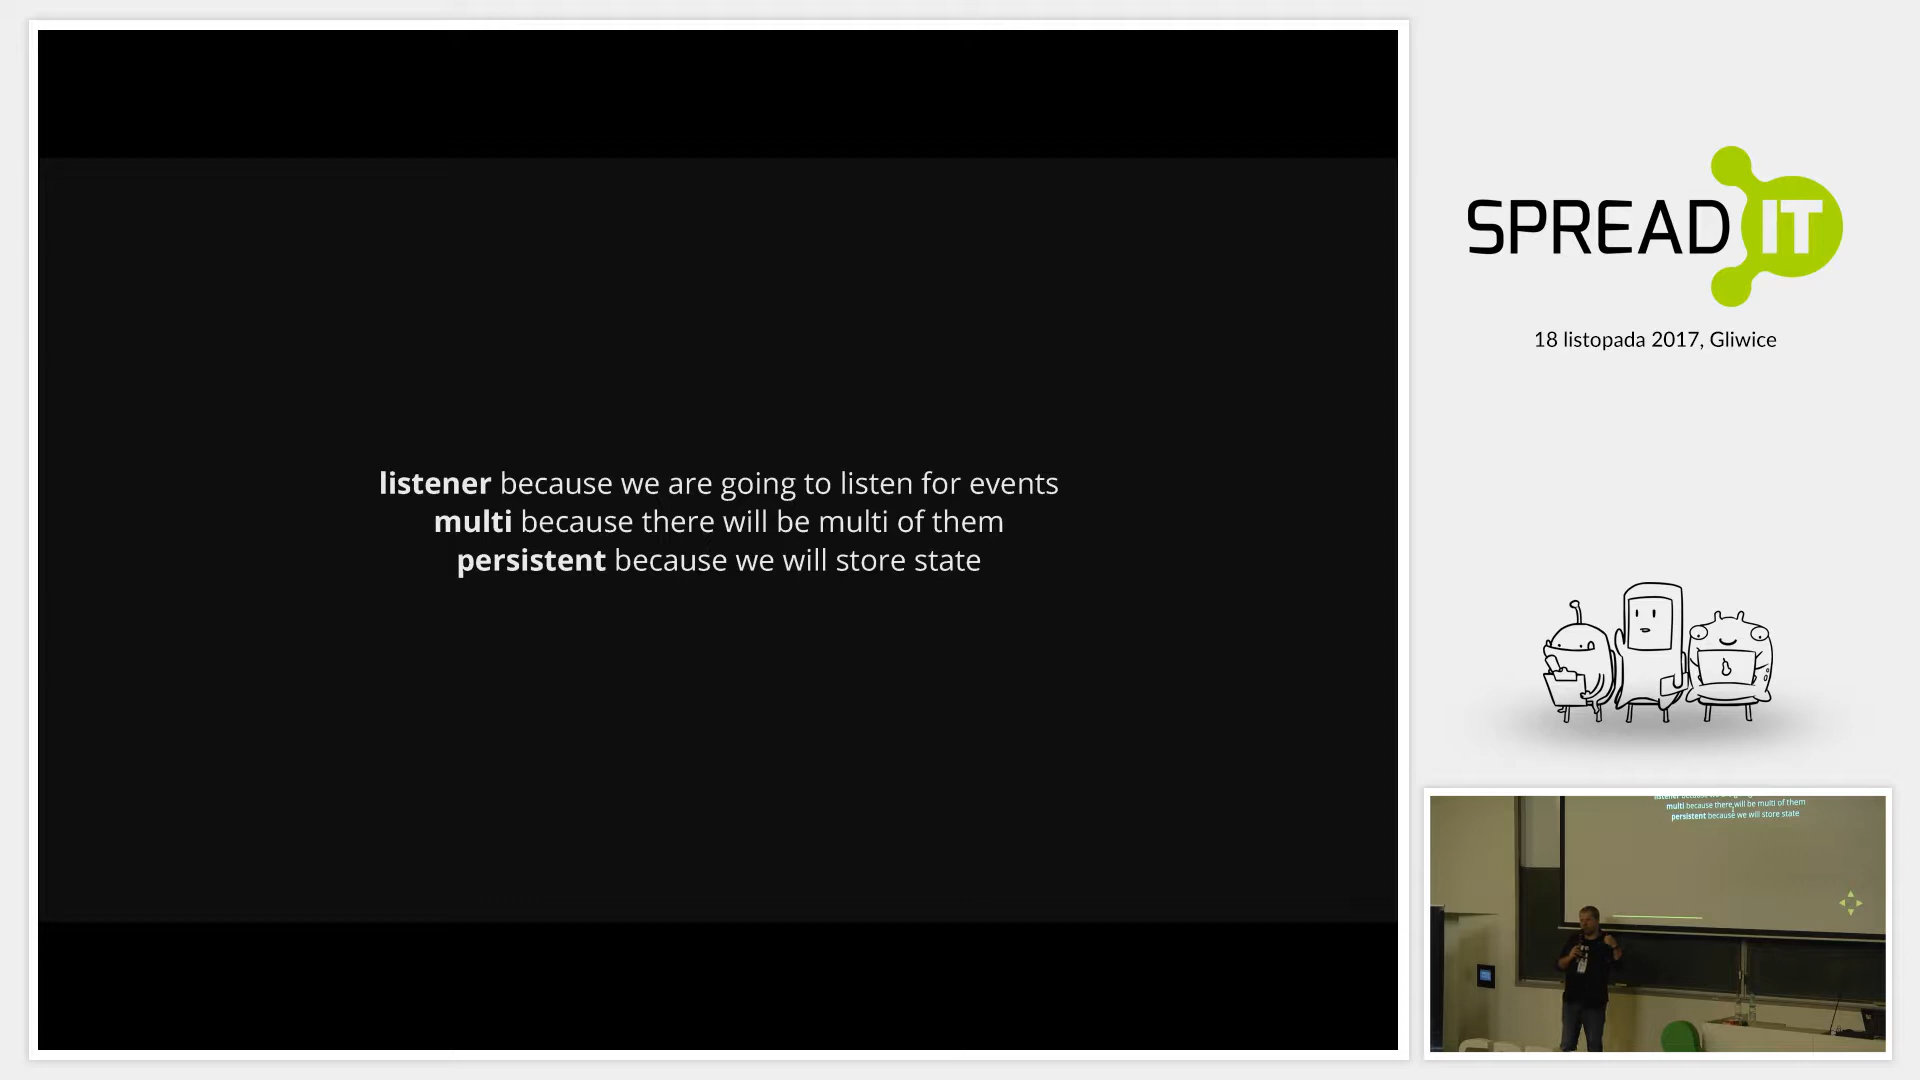 listener because we are going to listen for events
multi because there will be multi of them
persistent because we will store state
SPREAD IT
18 listopada 2017, Gliwice
multi because there will be multi of them
persistent because we will store state